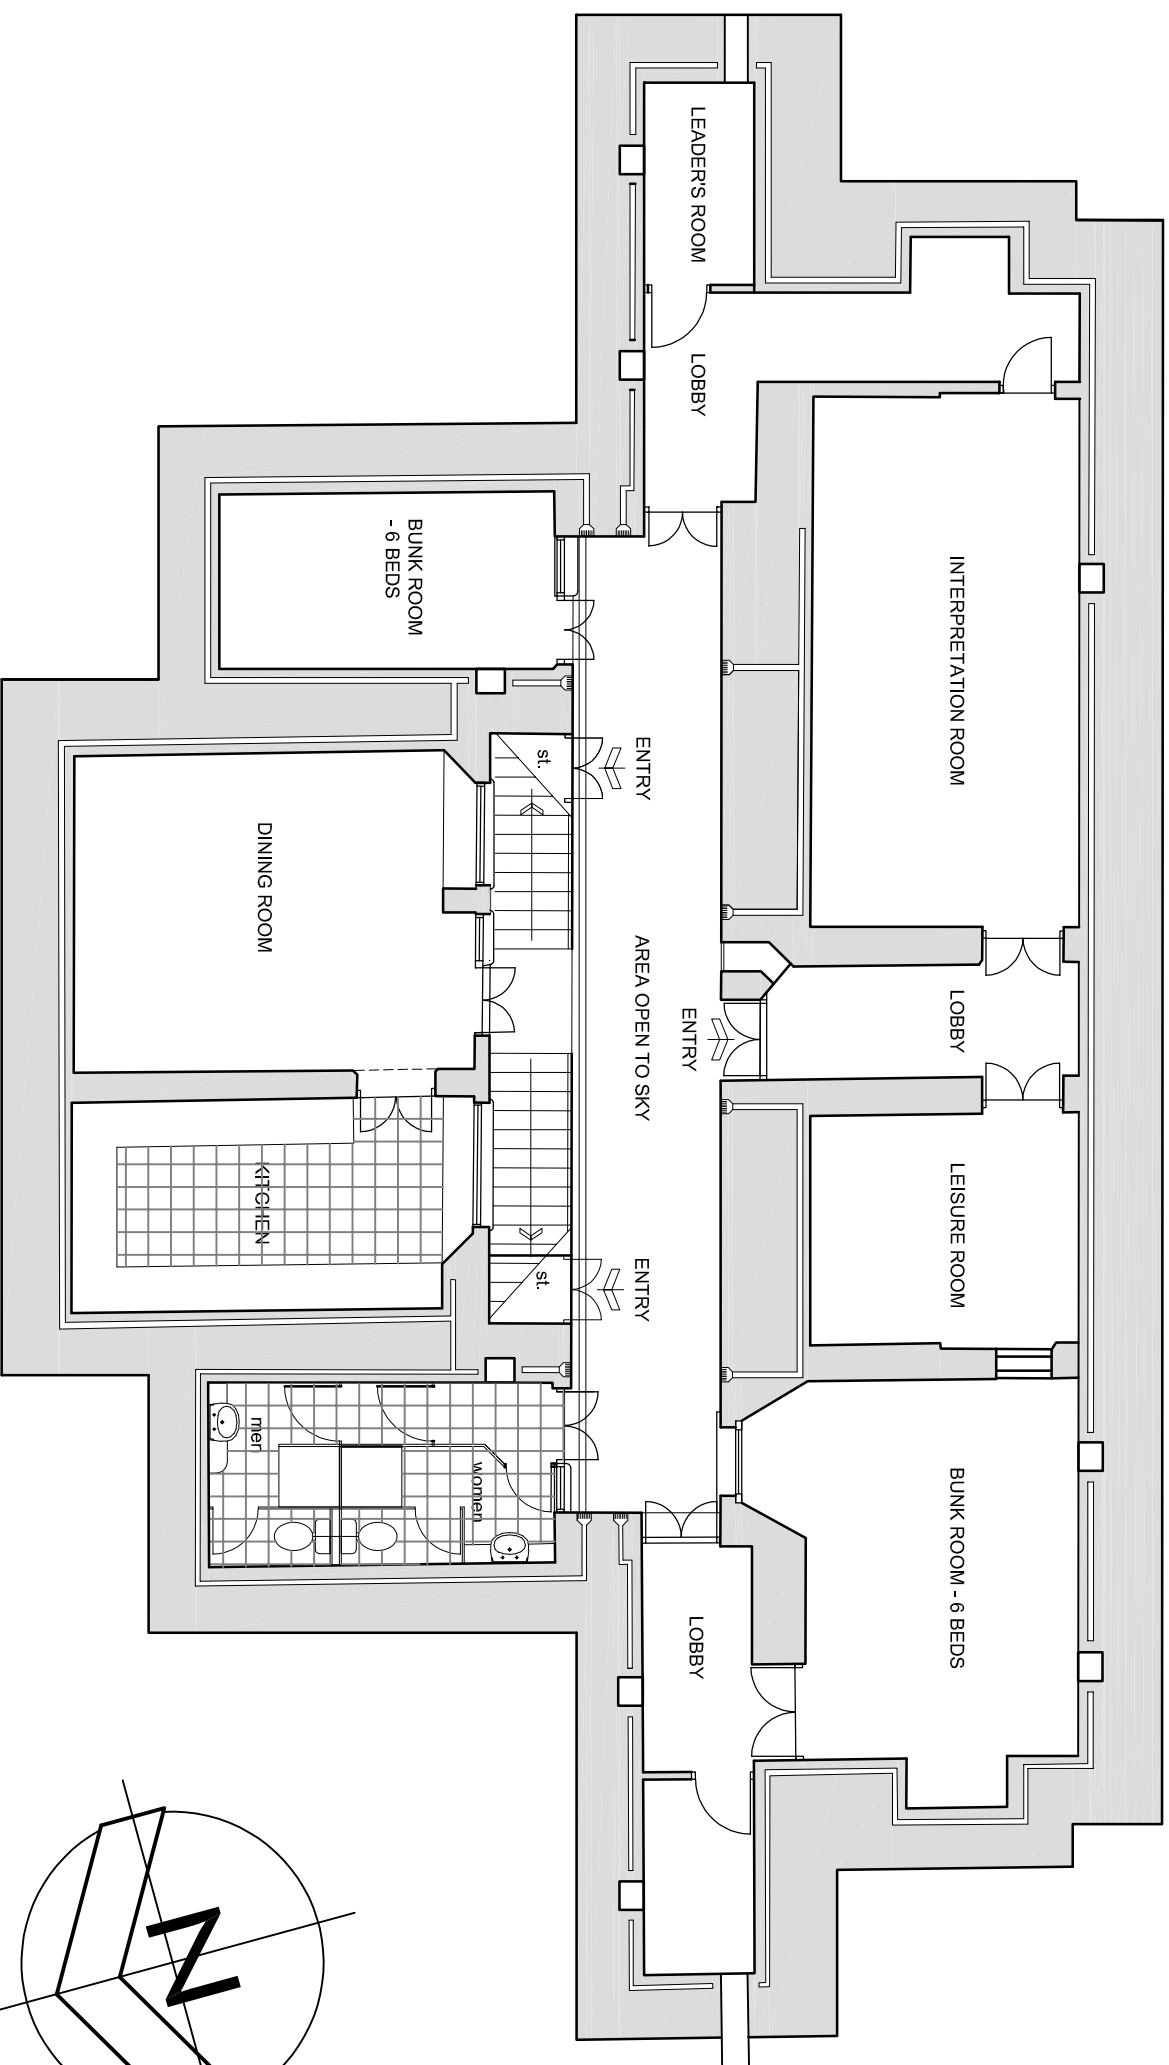 LEADER'S ROOM
LOBBY
INTERPRETATION ROOM
LOBBY
LEISURE ROOM
BUNK ROOM - 6 BEDS
ENTRY
AREA OPEN TO SKY
ENTRY
ENTRY
LOBBY
BUNK ROOM
- 6 BEDS
st.
DINING ROOM
KITCHEN
st.
men
women
N